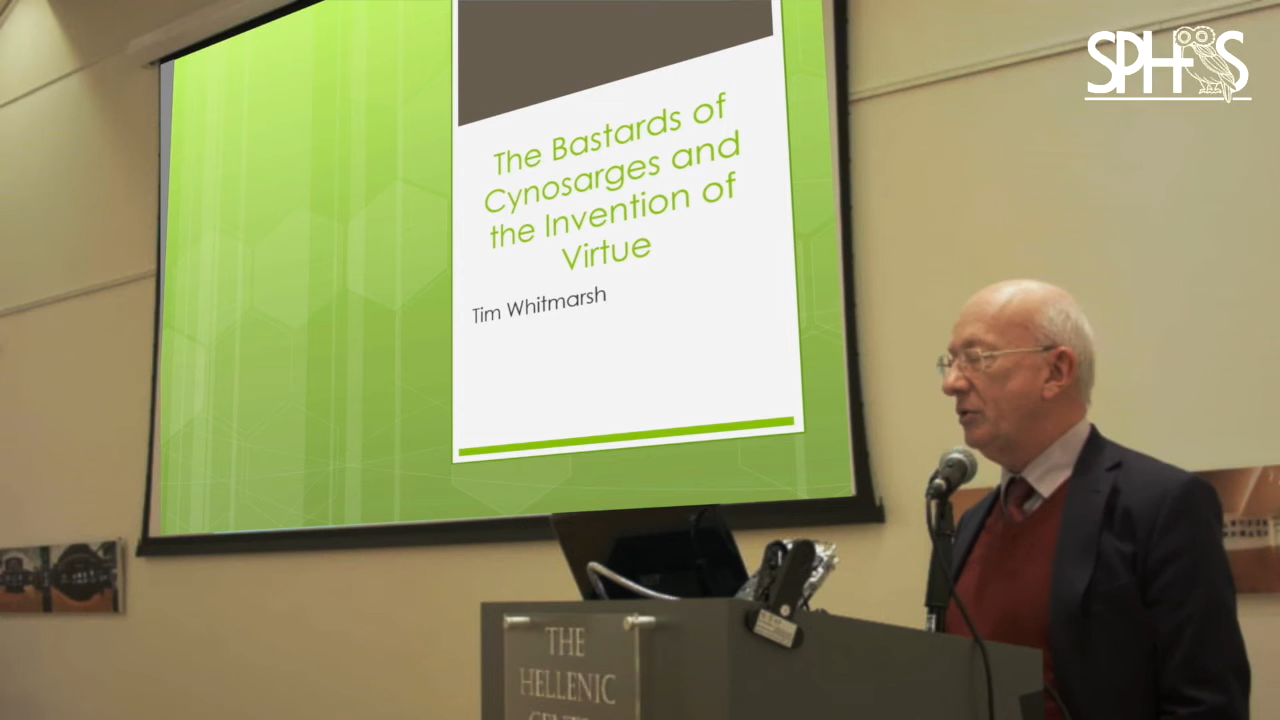 SPHS
The Bastards of
Cynosarges and
the Invention of
Virtue
Tim Whitmarsh
THE
HELLENIC